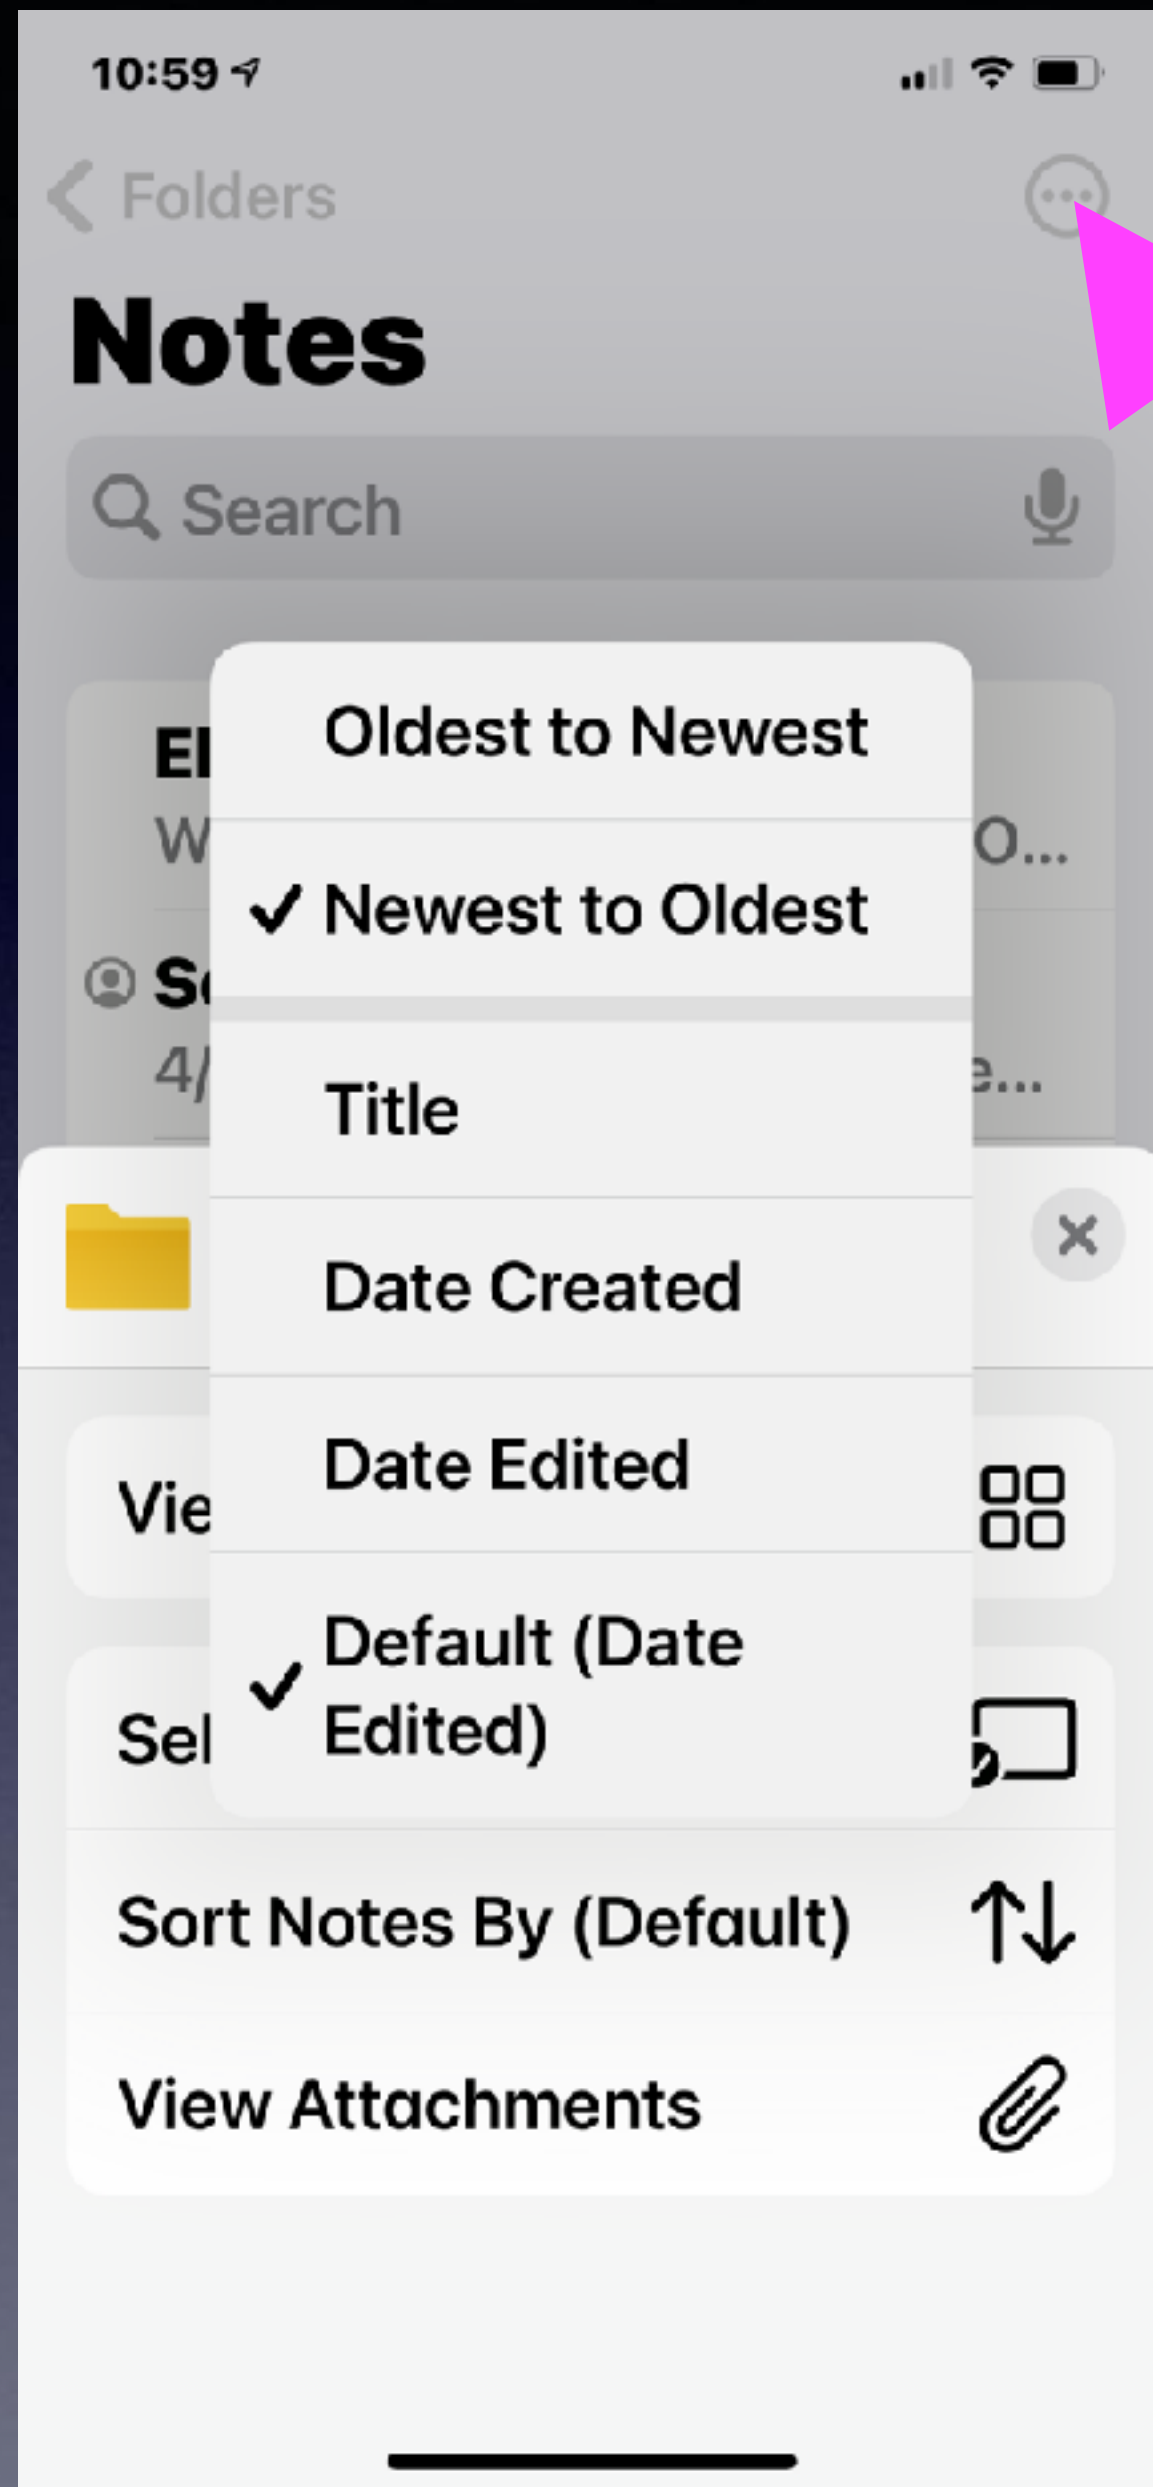 10:59
Folders
Notes
Search
Oldest to Newest
Newest to Oldest
Title
Date Created
Date Edited
Default (Date
Edited)
Sort Notes By (Default)
View Attachments